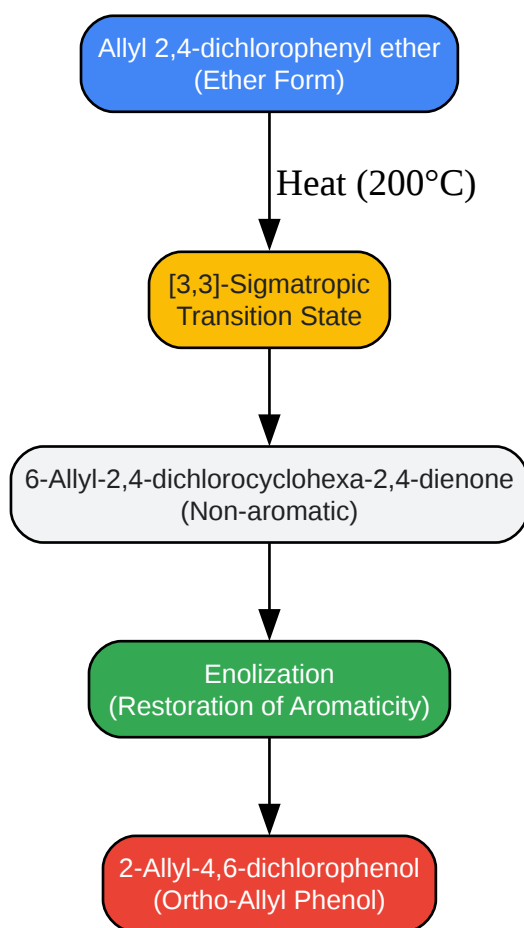 Allyl 2,4-dichlorophenyl ether
(Ether Form)
Heat (200°C)
[3,3]-Sigmatropic
Transition State
6-Allyl-2,4-dichlorocyclohexa-2,4-dienone
(Non-aromatic)
Enolization
(Restoration of Aromaticity)
2-Allyl-4,6-dichlorophenol
(Ortho-Allyl Phenol)